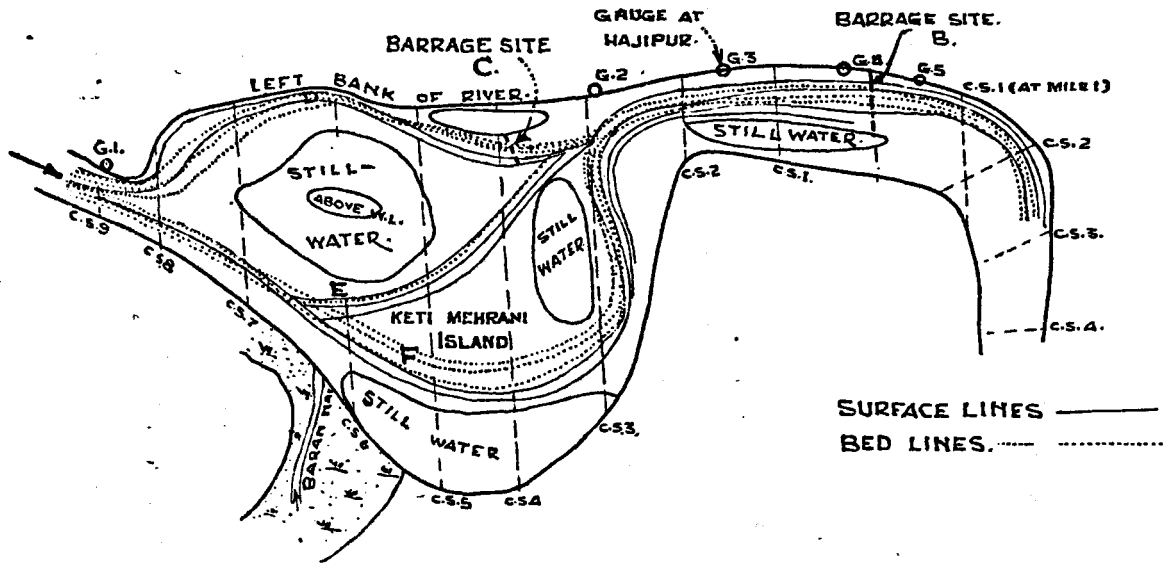 GAUGE AT
HAJIPUR.
BARRAGE SITE.
B.
BARRAGE SITE
C.
G.3
G.8
G.5
G.2
C.S.1 (AT MILE 1)
LEFT BANK OF RIVER.
D
STILL WATER
C.S.2
G.1.
STILL
ABOVE W.L.
WATER.
C.S.2
C.S.1.
C.S.9
STILL
WATER
C.S.3.
C.S.8
E
C.S.7
KETI MEHRANI
ISLAND
C.S.4.
F
STILL WATER
BARAN
C.S.6
C.S.3.
C.S.5
C.S.4
SURFACE LINES
BED LINES.